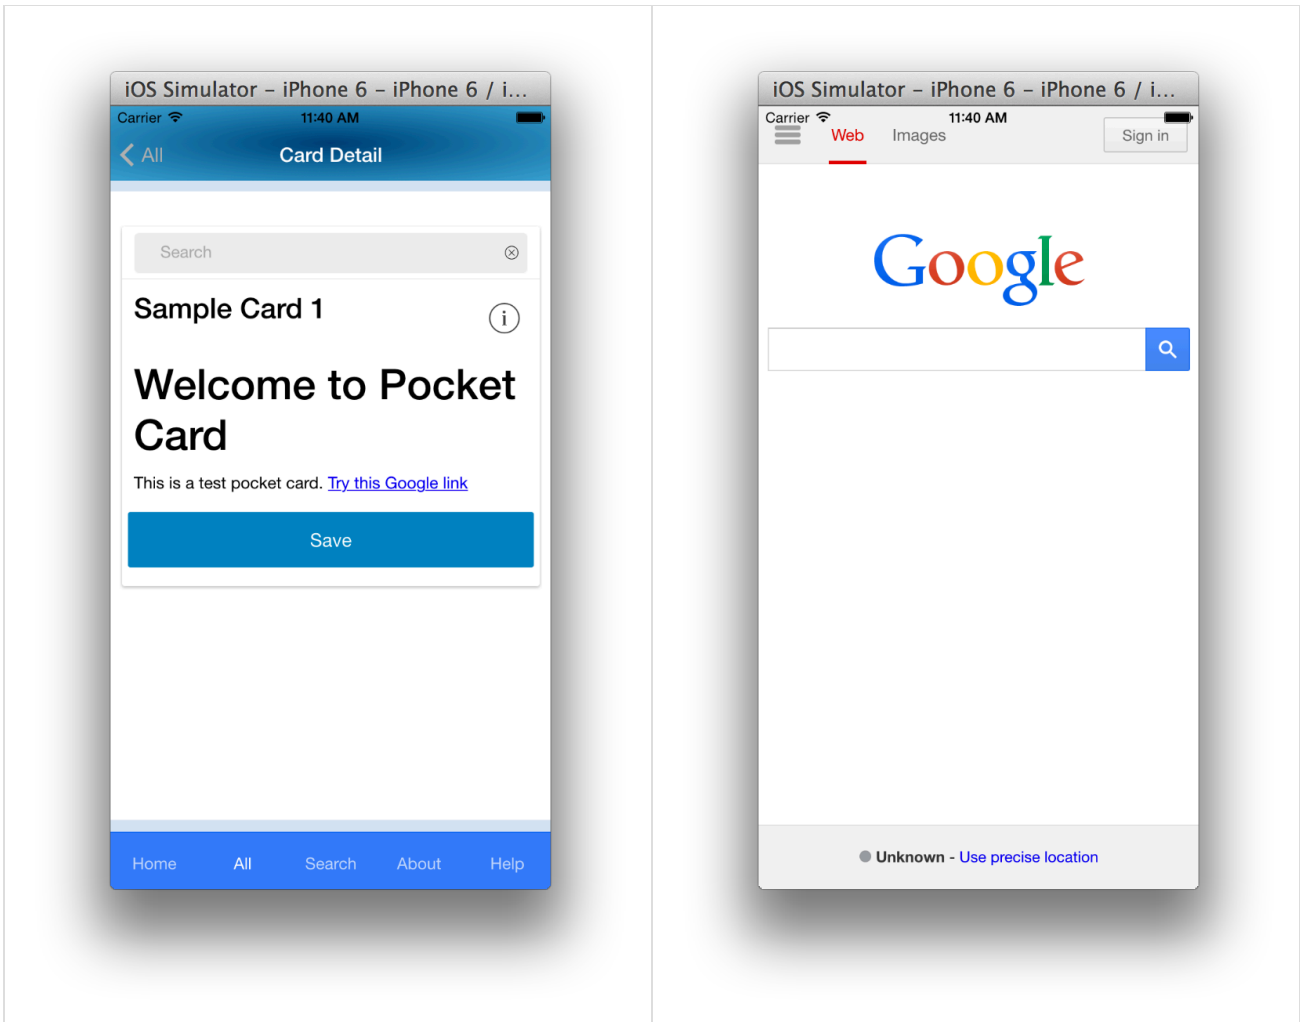 iOS Simulator – iPhone 6 – iPhone 6 / i...
Carrier 11:40 AM
All Card Detail
Search
Sample Card 1
i
Welcome to Pocket
Card
This is a test pocket card. Try this Google link
Save
Home All Search About Help
iOS Simulator – iPhone 6 – iPhone 6 / i...
Carrier 11:40 AM
Web Images Sign in
Google
Unknown - Use precise location